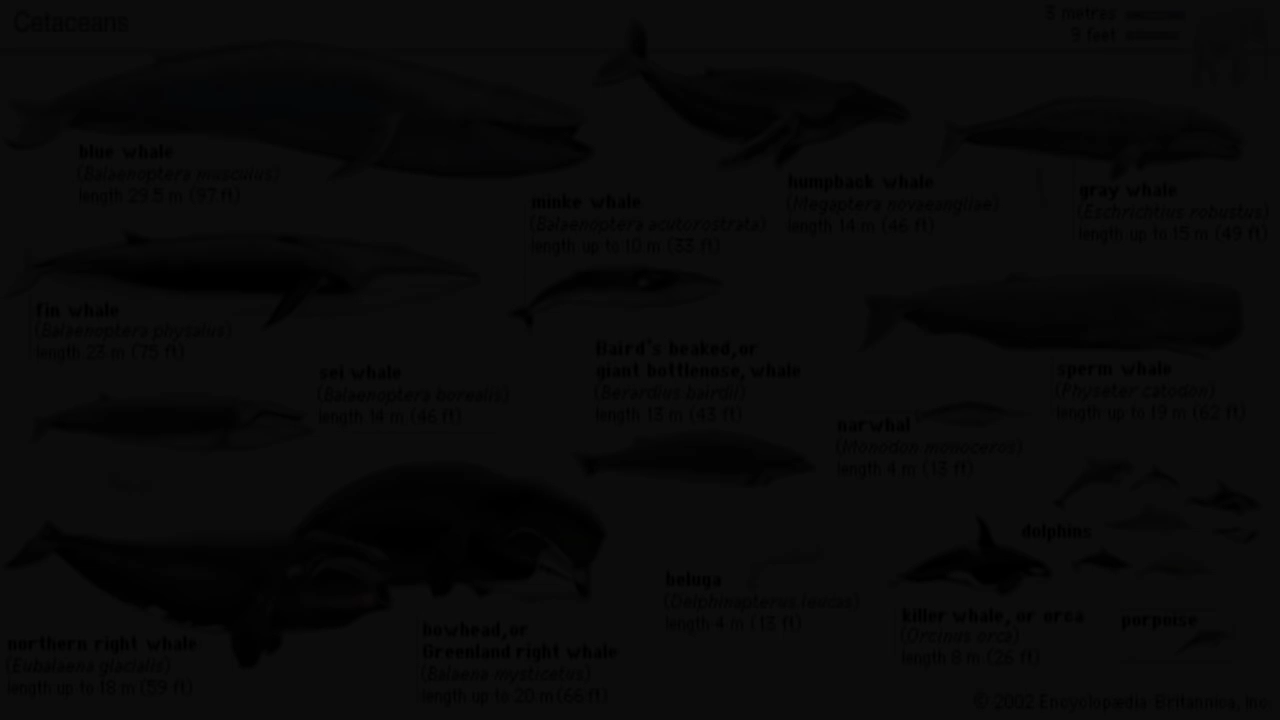 Cetaceans
3 metres
9 feet
blue whale
(Balaenoptera musculus)
length 29.5 m (97 ft)
minke whale
(Balaenoptera acutorostrata)
length up to 10 m (33 ft)
humpback whale
(Megaptera novaeangliae)
length 14 m (46 ft)
gray whale
(Eschrichtius robustus)
length up to 15 m (49 ft)
fin whale
(Balaenoptera physalus)
length 23 m (75 ft)
sei whale
(Balaenoptera borealis)
length 14 m (46 ft)
Baird's beaked, or
giant bottlenose, whale
(Berardius bairdii)
length 13 m (43 ft)
sperm whale
(Physeter catodon)
length up to 19 m (62 ft)
narwhal
(Monodon monoceros)
length 4 m (13 ft)
dolphins
northern right whale
(Eubalaena glacialis)
length up to 18 m (59 ft)
bowhead, or
Greenland right whale
(Balaena mysticetus)
length up to 20 m (66 ft)
beluga
(Delphinapterus leucas)
length 4 m (13 ft)
killer whale, or orca
(Orcinus orca)
length 8 m (26 ft)
porpoise
© 2002 Encyclopædia Britannica, Inc.